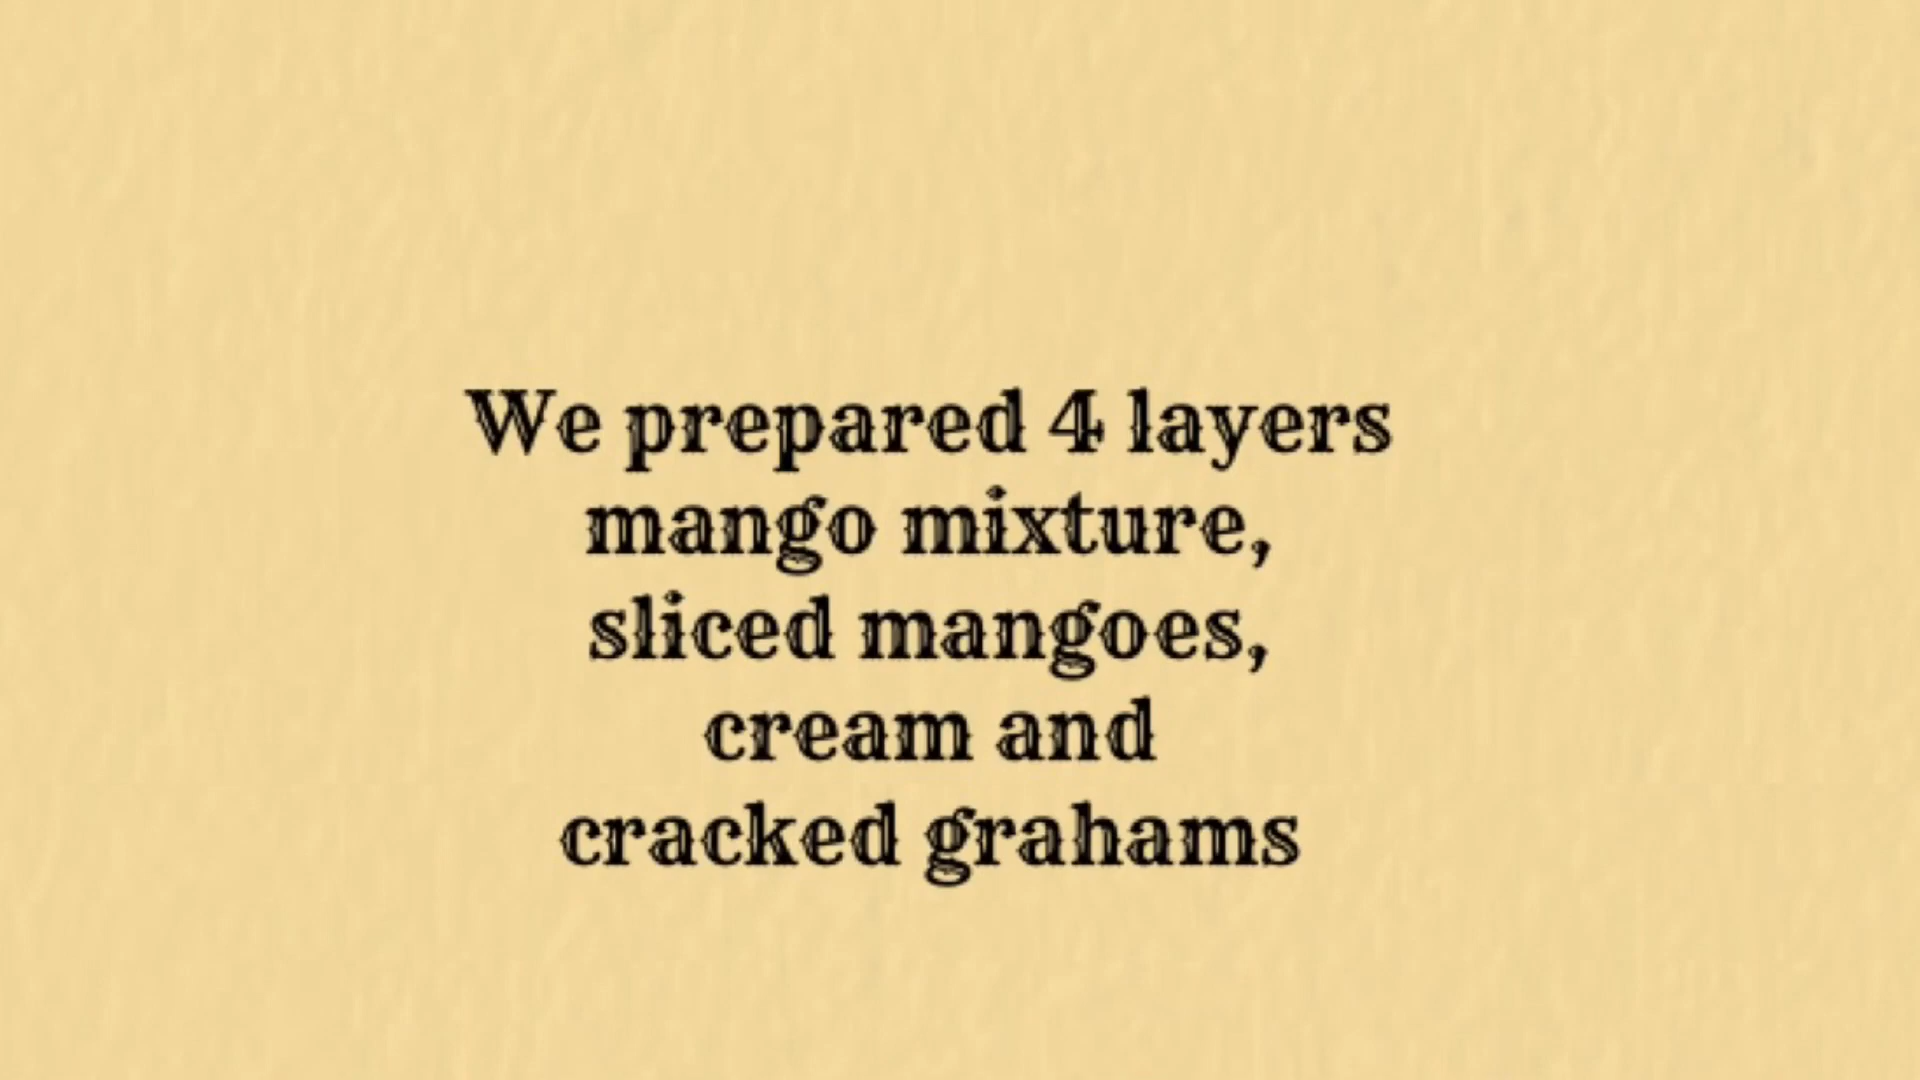 We prepared 4 layers
mango mixture,
sliced mangoes,
cream and
cracked grahams